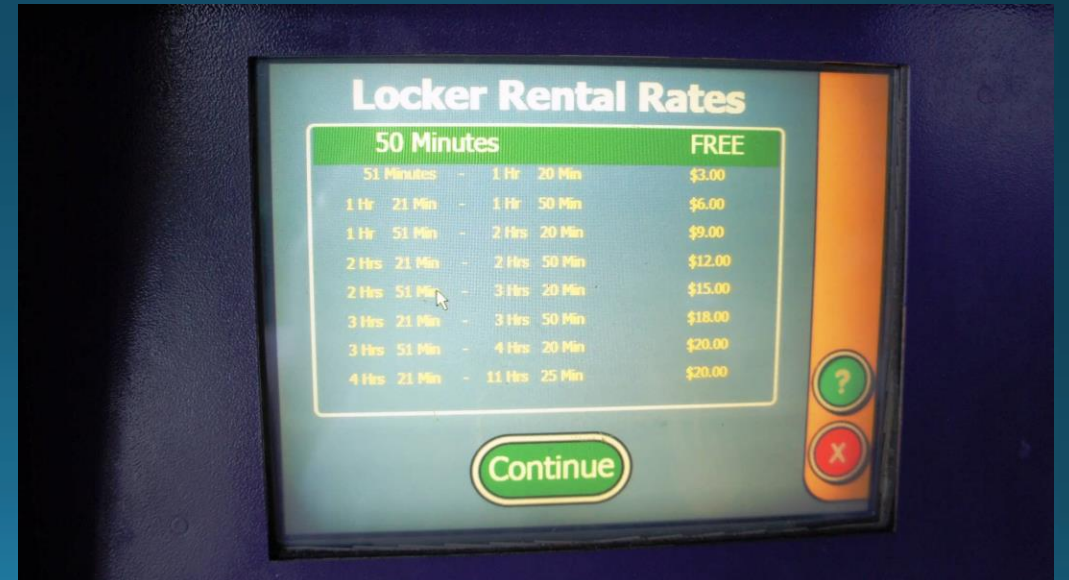 Locker Rental Rates
50 Minutes FREE
51 Minutes - 1 Hr 20 Min $3.00
1 Hr 21 Min - 1 Hr 50 Min $6.00
1 Hr 51 Min - 2 Hrs 20 Min $9.00
2 Hrs 21 Min - 2 Hrs 50 Min $12.00
2 Hrs 51 Min - 3 Hrs 20 Min $15.00
3 Hrs 21 Min - 3 Hrs 50 Min $18.00
3 Hrs 51 Min - 4 Hrs 20 Min $20.00
4 Hrs 21 Min - 11 Hrs 25 Min $20.00
?
X
Continue